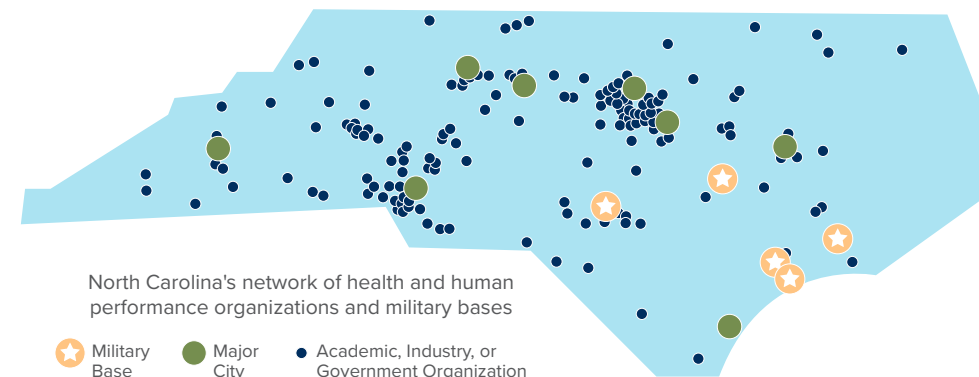 North Carolina's network of health and human
performance organizations and military bases
Military
Base
Major
City
Academic, Industry, or
Government Organization